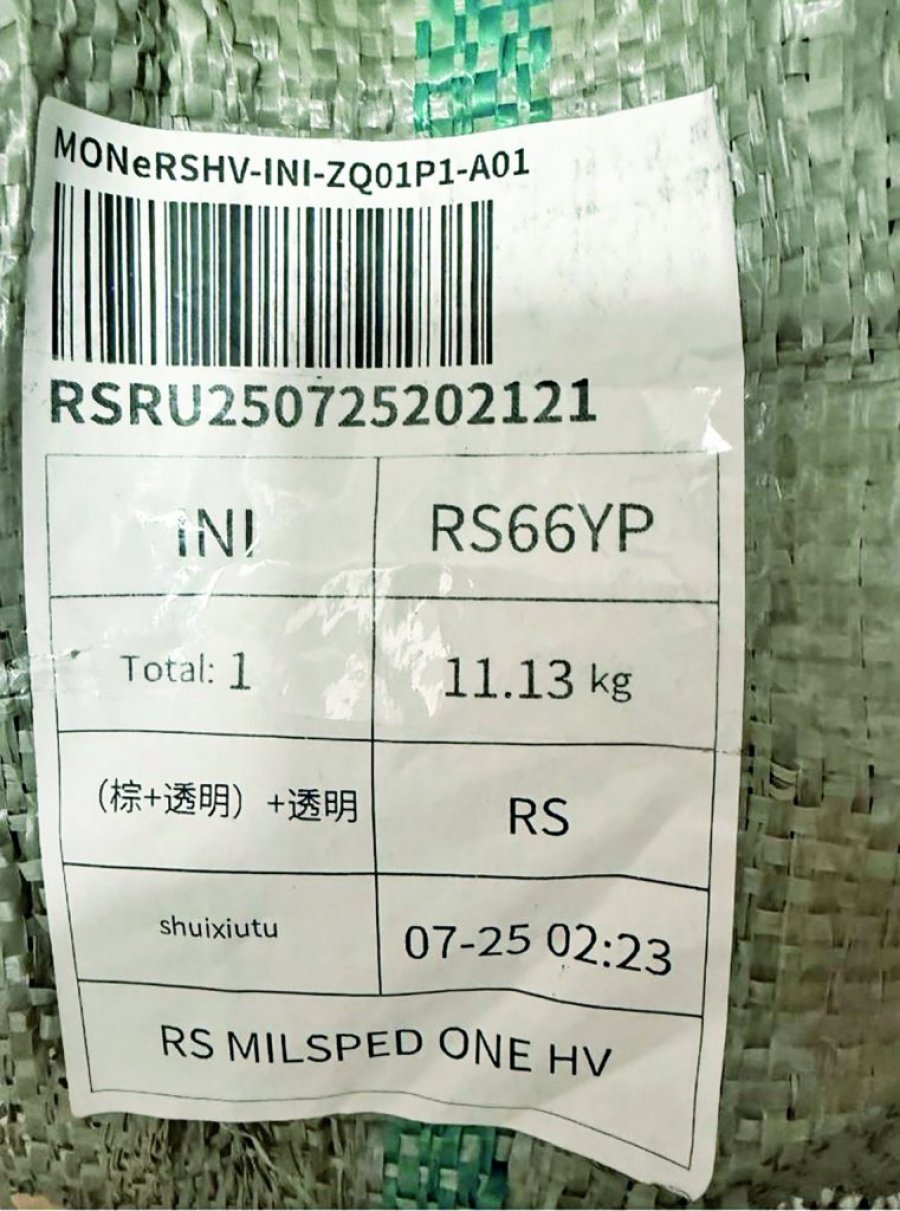 MONeRSHV-INI-ZQ01P1-A01
RSRU250725202121
INI
RS66YP
Total: 1
11.13 kg
（棕+透明）+透明
RS
shuixiutu
07-25 02:23
RS MILSPED ONE HV